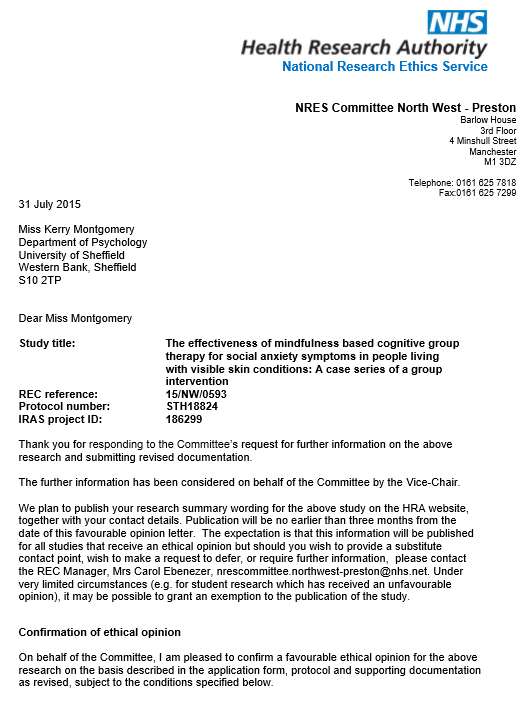 NHS
Health Research Authority
National Research Ethics Service
NRES Committee North West - Preston
Barlow House
3rd Floor
4 Minshull Street
Manchester
M1 3DZ
Telephone: 0161 625 7818
Fax:0161 625 7299
31 July 2015
Miss Kerry Montgomery
Department of Psychology
University of Sheffield
Western Bank, Sheffield
S10 2TP
Dear Miss Montgomery
Study title: The effectiveness of mindfulness based cognitive group
therapy for social anxiety symptoms in people living
with visible skin conditions: A case series of a group
intervention
REC reference: 15/NW/0593
Protocol number: STH18824
IRAS project ID: 186299
Thank you for responding to the Committee's request for further information on the above
research and submitting revised documentation.
The further information has been considered on behalf of the Committee by the Vice-Chair.
We plan to publish your research summary wording for the above study on the HRA website,
together with your contact details. Publication will be no earlier than three months from the
date of this favourable opinion letter. The expectation is that this information will be published
for all studies that receive an ethical opinion but should you wish to provide a substitute
contact point, wish to make a request to defer, or require further information, please contact
the REC Manager, Mrs Carol Ebenezer, nrescommittee.northwest-preston@nhs.net. Under
very limited circumstances (e.g. for student research which has received an unfavourable
opinion), it may be possible to grant an exemption to the publication of the study.
Confirmation of ethical opinion
On behalf of the Committee, I am pleased to confirm a favourable ethical opinion for the above
research on the basis described in the application form, protocol and supporting documentation
as revised, subject to the conditions specified below.